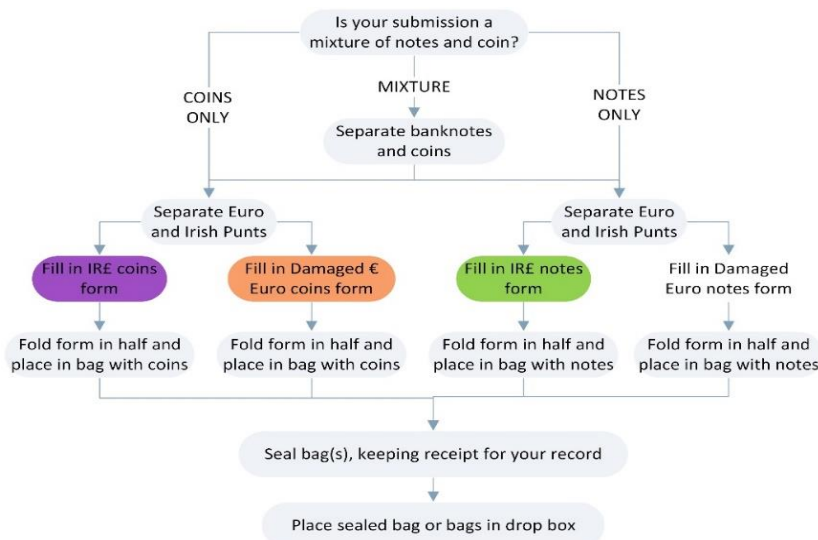 Is your submission a
mixture of notes and coin?
COINS
ONLY
MIXTURE
NOTES
ONLY
Separate banknotes
and coins
Separate Euro
and Irish Punts
Separate Euro
and Irish Punts
Fill in IR£ coins
form
Fill in Damaged €
Euro coins form
Fill in IR£ notes
form
Fill in Damaged
Euro notes form
Fold form in half and
place in bag with coins
Fold form in half and
place in bag with coins
Fold form in half and
place in bag with notes
Fold form in half and
place in bag with notes
Seal bag(s), keeping receipt for your record
Place sealed bag or bags in drop box